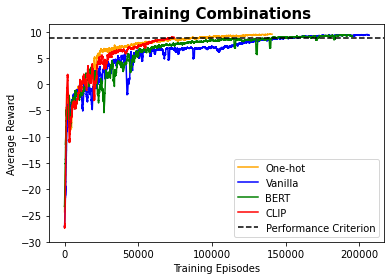 Training Combinations
Average Reward
10
5
0
−5
−10
−15
−20
−25
−30
One-hot
Vanilla
BERT
CLIP
Performance Criterion
0
50000
100000
150000
200000
Training Episodes